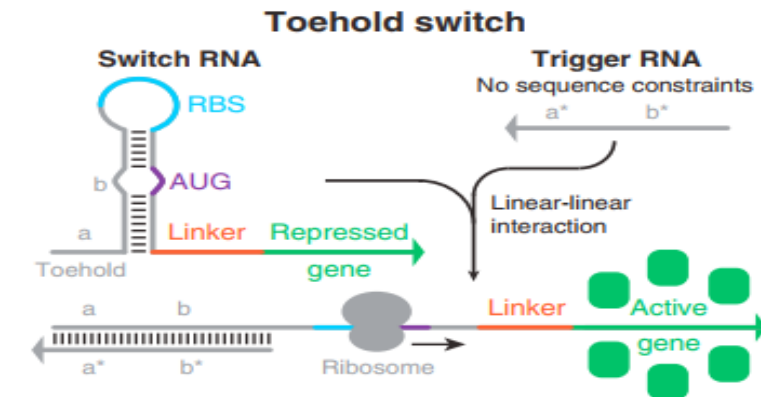 Toehold switch
Switch RNA
Trigger RNA
No sequence constraints
a* b*
RBS
b
AUG
Linear-linear
interaction
a
Linker
Repressed
gene
Toehold
a b
Linker
Active
gene
a* b*
Ribosome